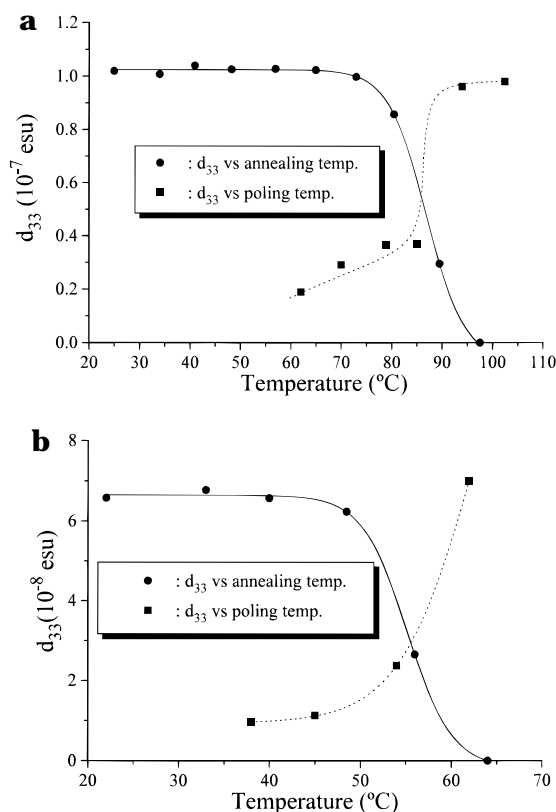 a
1.2
1.0
0.8
0.6
0.4
0.2
0.0
d33 (10-7 esu)
: d33 vs annealing temp.
: d33 vs poling temp.
20 30 40 50 60 70 80 90 100 110
Temperature (ºC)
b
8
6
4
2
0
d33(10-8 esu)
: d33 vs annealing temp.
: d33 vs poling temp.
20 30 40 50 60 70
Temperature (ºC)